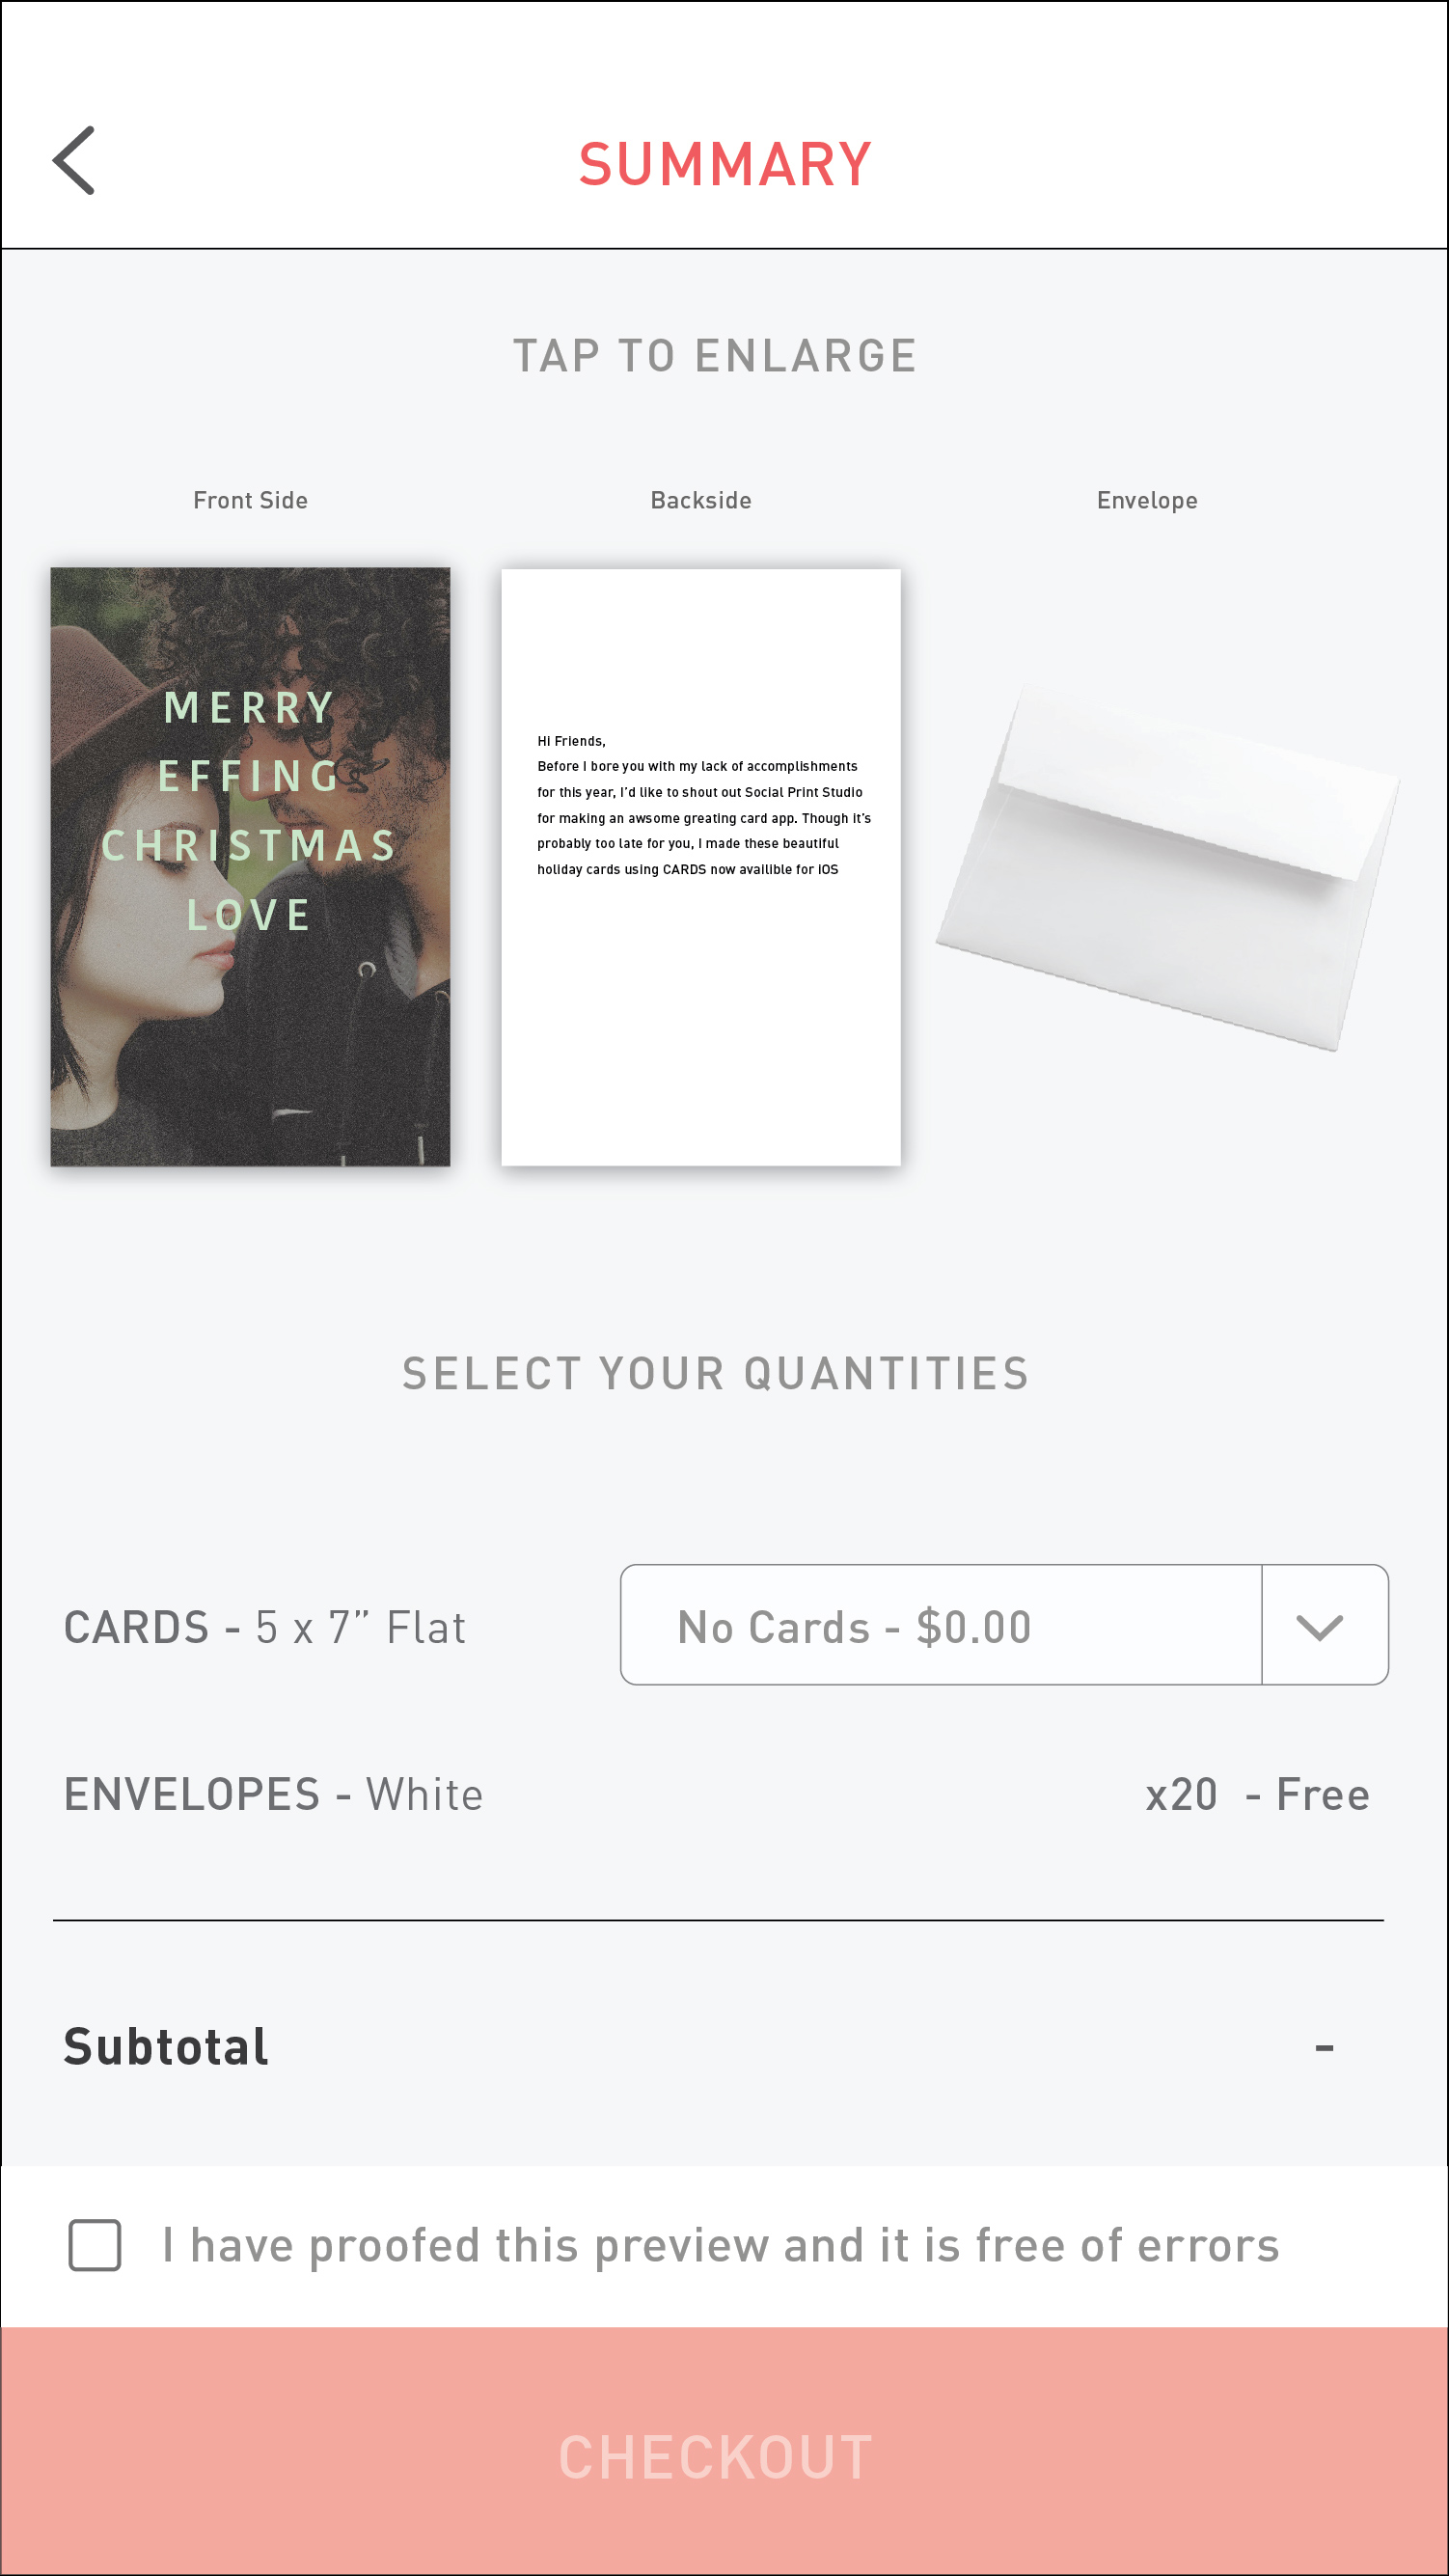 SUMMARY
TAP TO ENLARGE
Front Side
Backside
Envelope
MERRY
EFFING
CHRISTMAS
LOVE
Hi Friends,
Before I bore you with my lack of accomplishments
for this year, I’d like to shout out Social Print Studio
for making an awsome greating card app. Though it’s
probably too late for you, I made these beautiful
holiday cards using CARDS now availible for iOS
SELECT YOUR QUANTITIES
CARDS - 5 x 7” Flat
No Cards - $0.00
ENVELOPES - White
x20 - Free
Subtotal
-
I have proofed this preview and it is free of errors
CHECKOUT